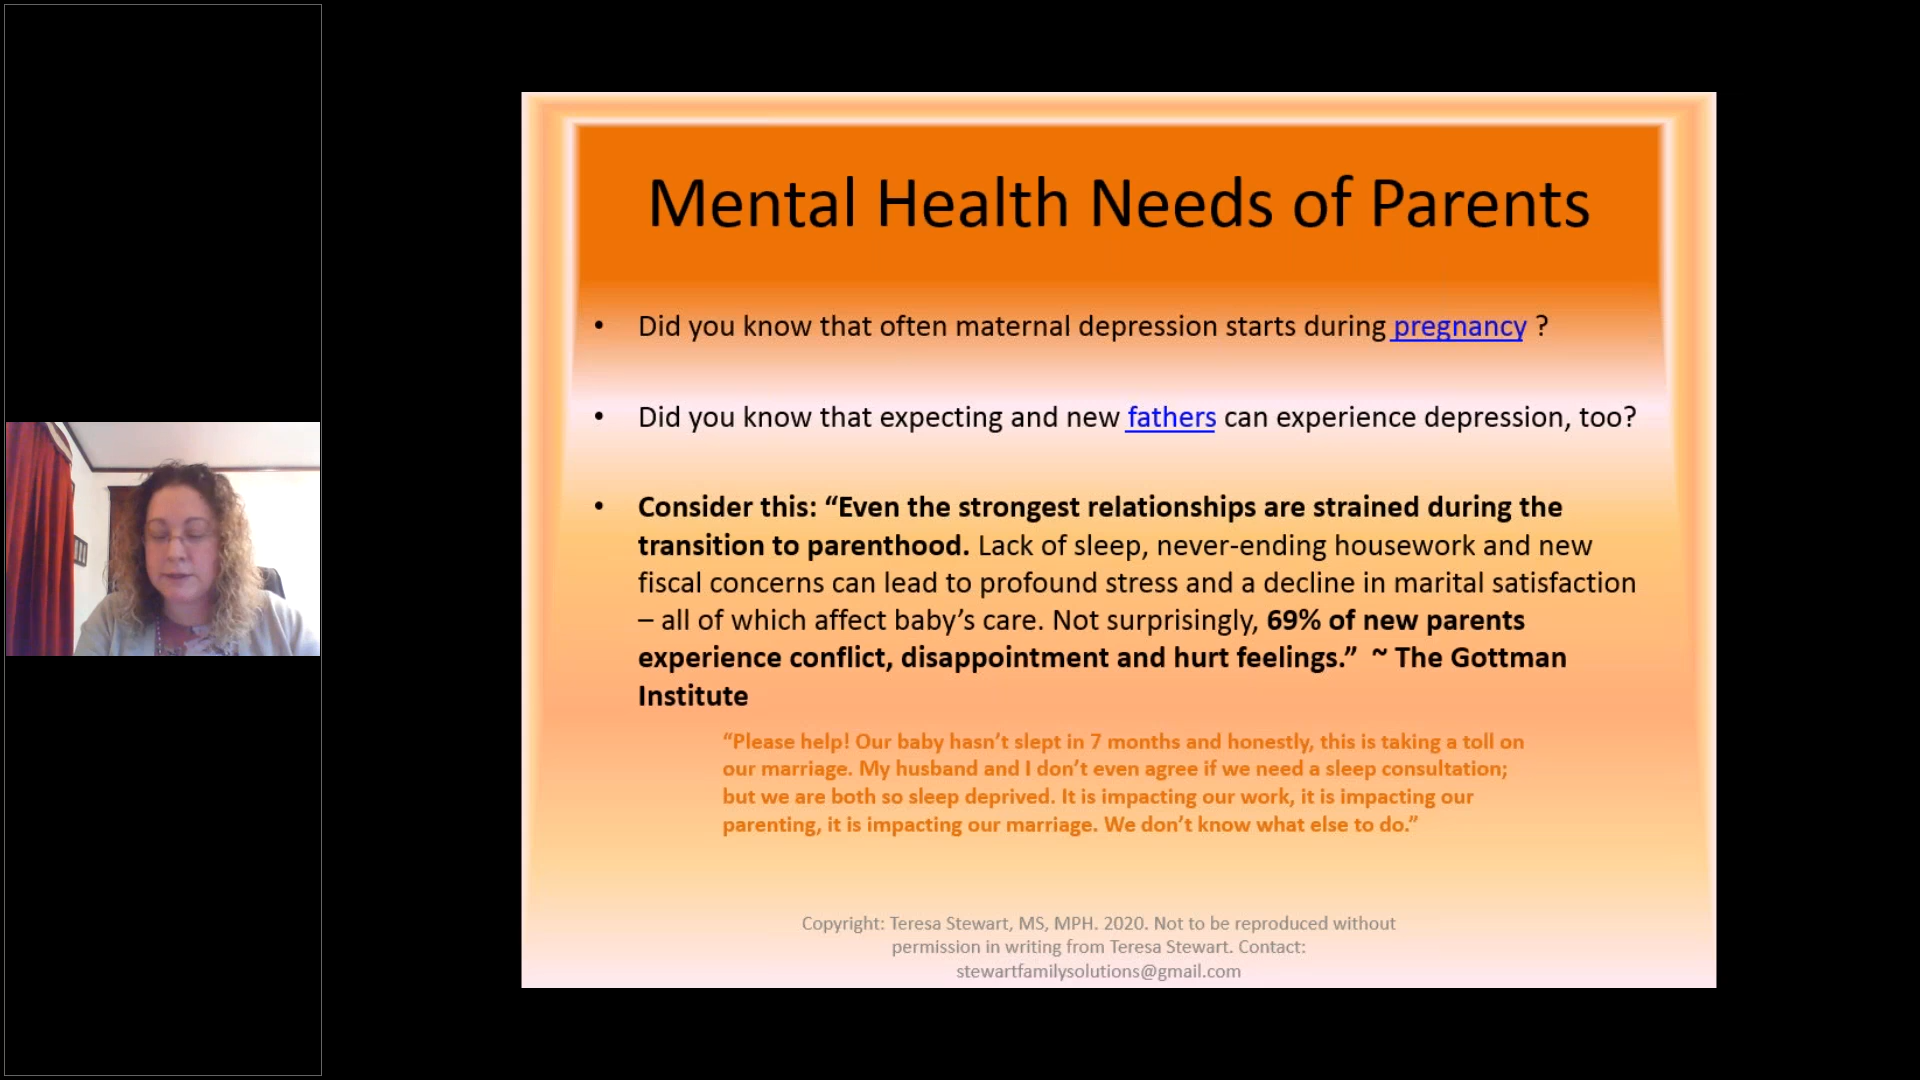 Mental Health Needs of Parents
• Did you know that often maternal depression starts during pregnancy ?
• Did you know that expecting and new fathers can experience depression, too?
• Consider this: “Even the strongest relationships are strained during the
transition to parenthood. Lack of sleep, never-ending housework and new
fiscal concerns can lead to profound stress and a decline in marital satisfaction
– all of which affect baby’s care. Not surprisingly, 69% of new parents
experience conflict, disappointment and hurt feelings.” ~ The Gottman
Institute
“Please help! Our baby hasn’t slept in 7 months and honestly, this is taking a toll on
our marriage. My husband and I don’t even agree if we need a sleep consultation;
but we are both so sleep deprived. It is impacting our work, it is impacting our
parenting, it is impacting our marriage. We don’t know what else to do.”
Copyright: Teresa Stewart, MS, MPH. 2020. Not to be reproduced without
permission in writing from Teresa Stewart. Contact:
stewartfamilysolutions@gmail.com